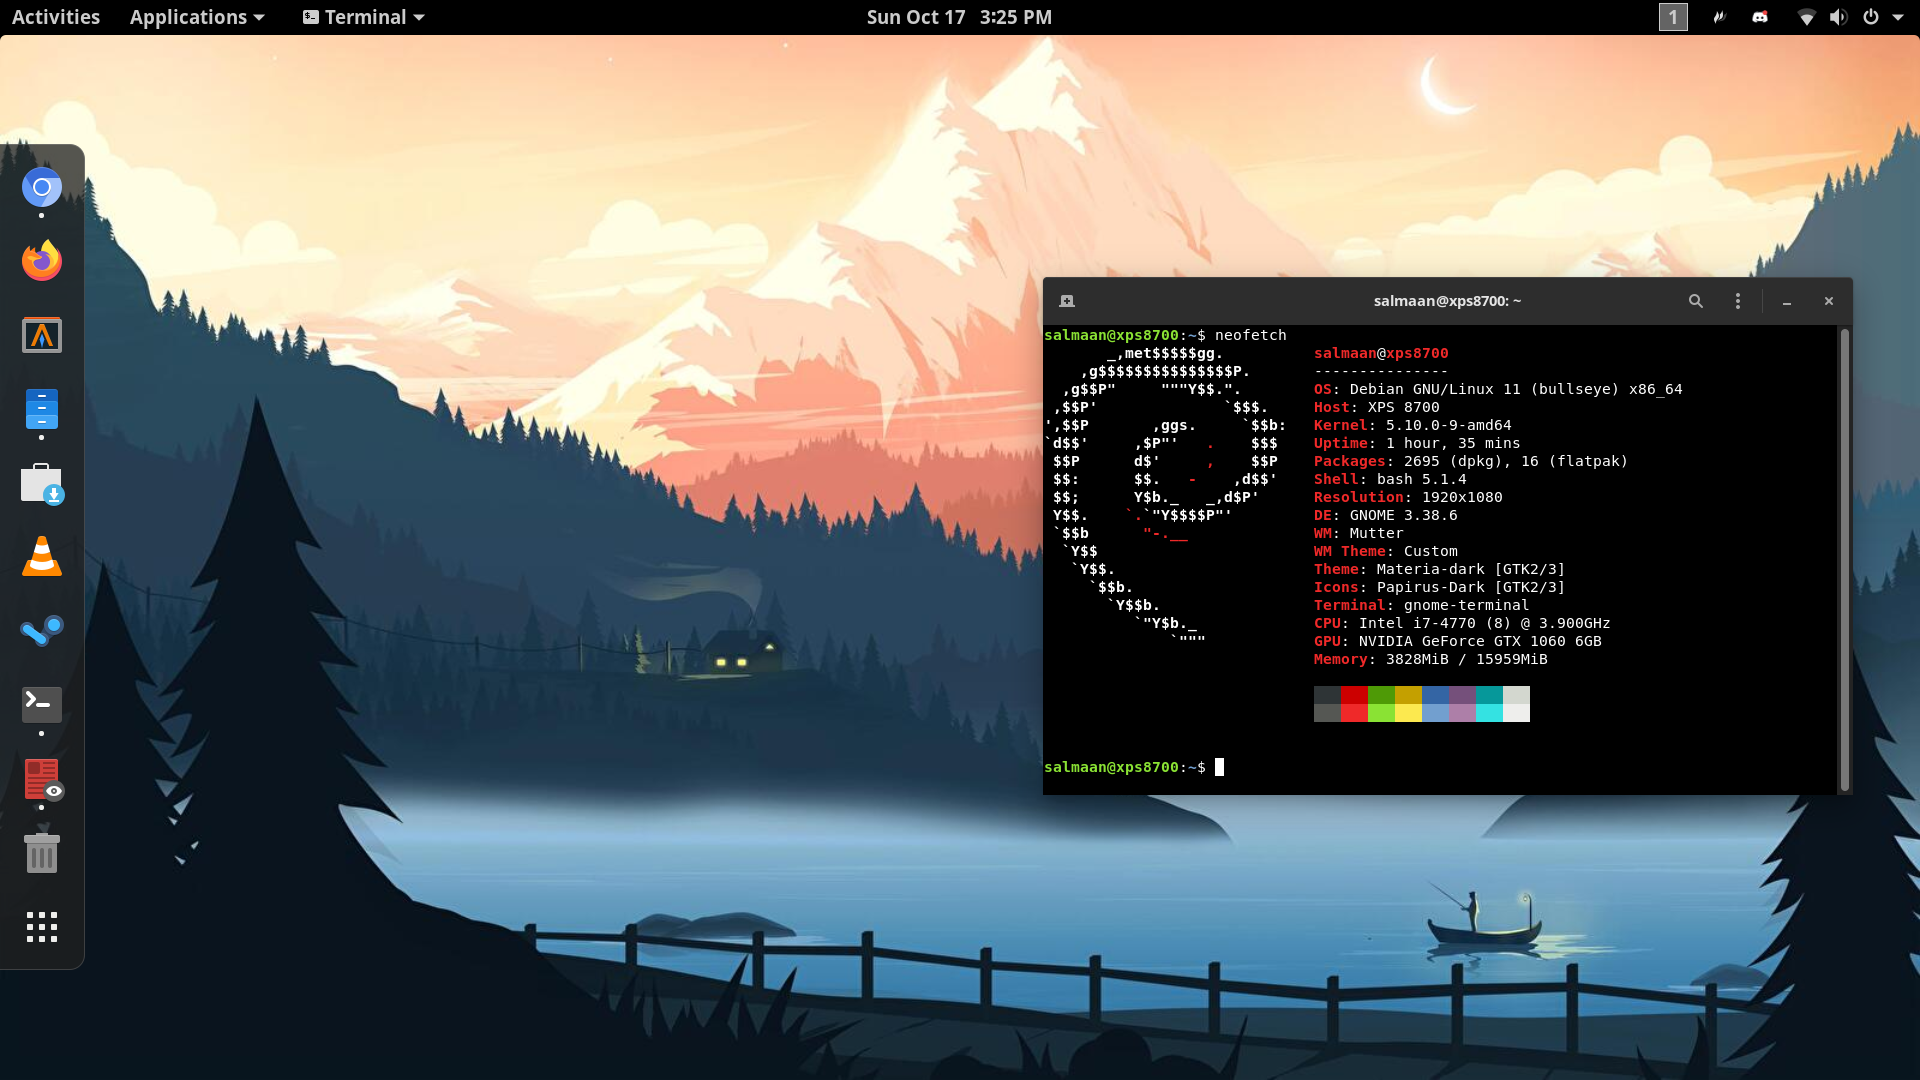 Activities Applications Terminal Sun Oct 17 3:25 PM 1
salmaan@xps8700: ~
salmaan@xps8700:~$ neofetch
       _,met$$$$$gg.          salmaan@xps8700
    ,g$$$$$$$$$$$$$$$P.       ---------------
  ,g$$P"     """Y$$.".        OS: Debian GNU/Linux 11 (bullseye) x86_64
 ,$$P'              `$$$.     Host: XPS 8700
',$$P       ,ggs.     `$$b:   Kernel: 5.10.0-9-amd64
`d$$'     ,$P"'   .    $$$    Uptime: 1 hour, 35 mins
 $$P      d$'     ,    $$P    Packages: 2695 (dpkg), 16 (flatpak)
 $$:      $$.   -    ,d$$'    Shell: bash 5.1.4
 $$;      Y$b._   _,d$P'      Resolution: 1920x1080
 Y$$.    `.`"Y$$$$P"'         DE: GNOME 3.38.6
 `$$b      "-.__              WM: Mutter
  `Y$$                        WM Theme: Custom
   `Y$$.                      Theme: Materia-dark [GTK2/3]
     `$$b.                    Icons: Papirus-Dark [GTK2/3]
       `Y$$b.                 Terminal: gnome-terminal
          `"Y$b._             CPU: Intel i7-4770 (8) @ 3.900GHz
              `"""            GPU: NVIDIA GeForce GTX 1060 6GB
                              Memory: 3828MiB / 15959MiB
salmaan@xps8700:~$